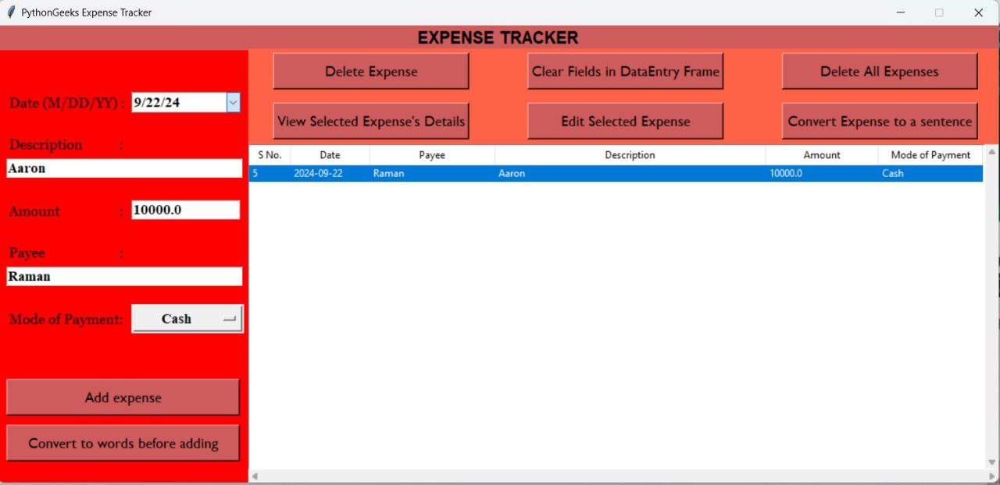 PythonGeeks Expense Tracker
EXPENSE TRACKER
Date (M/DD/YY) : 9/22/24
Description :
Aaron
Amount : 10000.0
Payee :
Raman
Mode of Payment: Cash
Add expense
Convert to words before adding
Delete Expense Clear Fields in DataEntry Frame Delete All Expenses
View Selected Expense's Details Edit Selected Expense Convert Expense to a sentence
S No. Date Payee Description Amount Mode of Payment
5 2024-09-22 Raman Aaron 10000.0 Cash